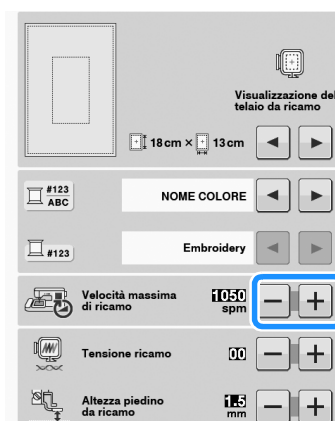 Visualizzazione del
telaio da ricamo
18 cm × 13 cm
#123
ABC
NOME COLORE
#123
Embroidery
Velocità massima
di ricamo
1050
spm
Tensione ricamo
00
Altezza piedino
da ricamo
1.5
mm